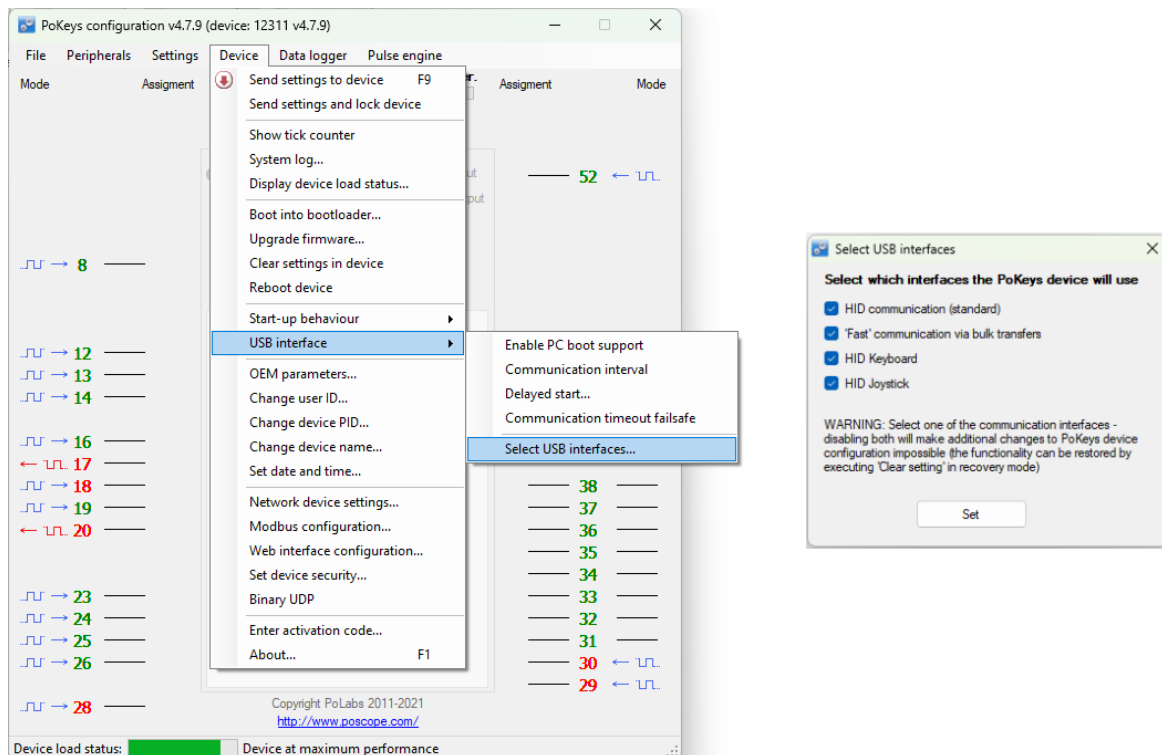 PoKeys configuration v4.7.9 (device: 12311 v4.7.9)
File Peripherals Settings Device Data logger Pulse engine
Mode Assigment
Assigment Mode
Send settings to device F9
Send settings and lock device
Show tick counter
System log...
Display device load status...
Boot into bootloader...
Upgrade firmware...
Clear settings in device
Reboot device
Start-up behaviour
USB interface
OEM parameters...
Change user ID...
Change device PID...
Change device name...
Set date and time...
Network device settings...
Modbus configuration...
Web interface configuration...
Set device security...
Binary UDP
Enter activation code...
About... F1
Enable PC boot support
Communication interval
Delayed start...
Communication timeout failsafe
Select USB interfaces...
8
12
13
14
16
17
18
19
20
23
24
25
26
28
52
38
37
36
35
34
33
32
31
30
29
Copyright PoLabs 2011-2021
http://www.poscope.com/
Device load status: Device at maximum performance
Select USB interfaces
Select which interfaces the PoKeys device will use
HID communication (standard)
'Fast' communication via bulk transfers
HID Keyboard
HID Joystick
WARNING: Select one of the communication interfaces -
disabling both will make additional changes to PoKeys device
configuration impossible (the functionality can be restored by
executing 'Clear setting' in recovery mode)
Set